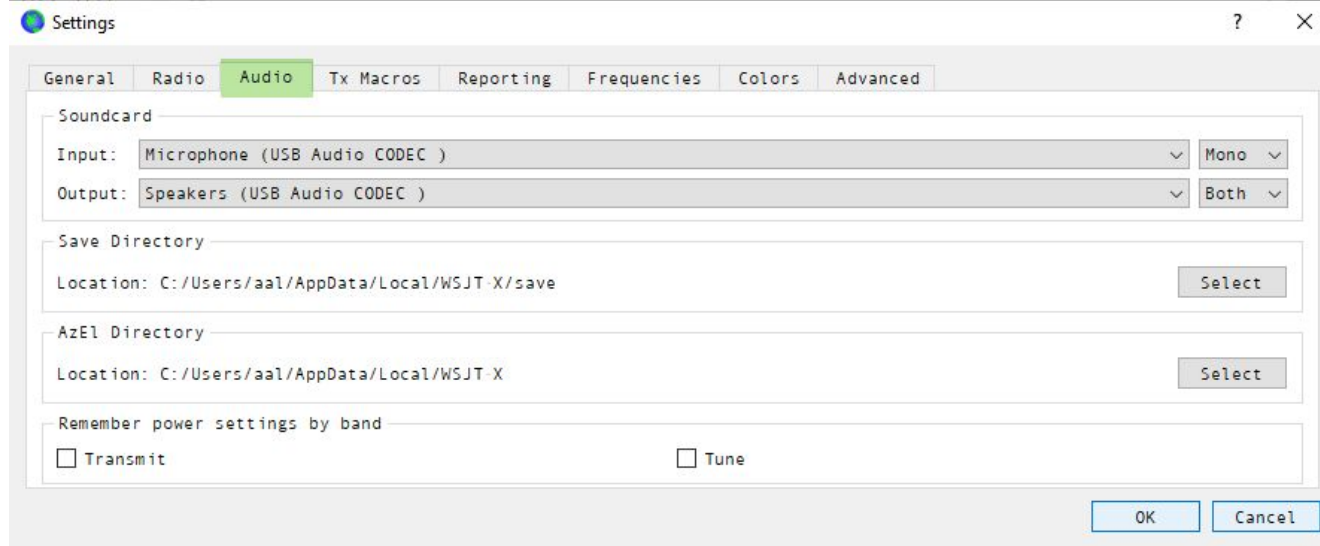 Settings
?
General Radio Audio Tx Macros Reporting Frequencies Colors Advanced
Soundcard
Input: Microphone (USB Audio CODEC ) Mono
Output: Speakers (USB Audio CODEC ) Both
Save Directory
Location: C:/Users/aal/AppData/Local/WSJT-X/save Select
AzEl Directory
Location: C:/Users/aal/AppData/Local/WSJT-X Select
Remember power settings by band
Transmit Tune
OK Cancel